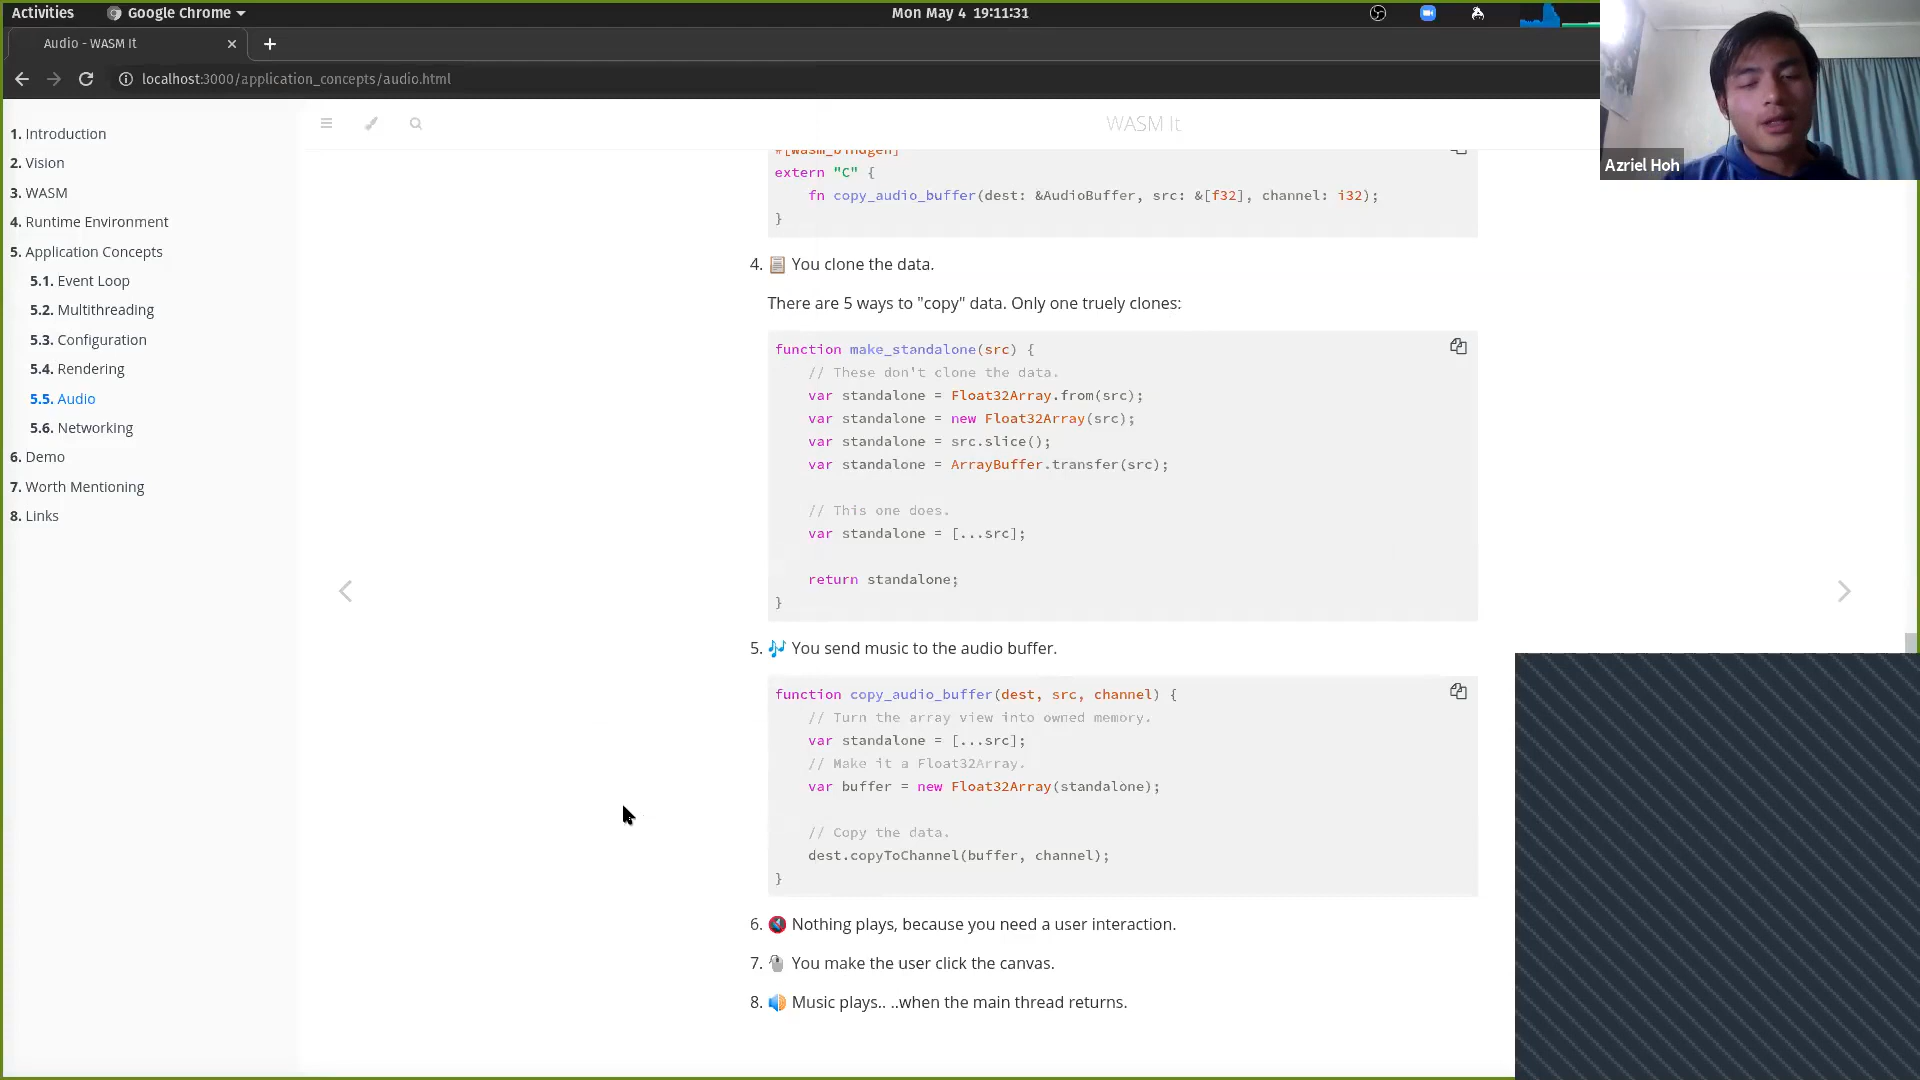 Activities
Google Chrome
Mon May 4 19:11:31
Audio - WASM It
localhost:3000/application_concepts/audio.html
Azriel Hoh
1. Introduction
2. Vision
3. WASM
4. Runtime Environment
5. Application Concepts
5.1. Event Loop
5.2. Multithreading
5.3. Configuration
5.4. Rendering
5.5. Audio
5.6. Networking
6. Demo
7. Worth Mentioning
8. Links
WASM It
#[wasm_bindgen]
extern "C" {
fn copy_audio_buffer(dest: &AudioBuffer, src: &[f32], channel: i32);
}
4. 📋 You clone the data.
There are 5 ways to "copy" data. Only one truely clones:
function make_standalone(src) {
// These don't clone the data.
var standalone = Float32Array.from(src);
var standalone = new Float32Array(src);
var standalone = src.slice();
var standalone = ArrayBuffer.transfer(src);
// This one does.
var standalone = [...src];
return standalone;
}
5. 🎶 You send music to the audio buffer.
function copy_audio_buffer(dest, src, channel) {
// Turn the array view into owned memory.
var standalone = [...src];
// Make it a Float32Array.
var buffer = new Float32Array(standalone);
// Copy the data.
dest.copyToChannel(buffer, channel);
}
6. 🔇 Nothing plays, because you need a user interaction.
7. 🖱️ You make the user click the canvas.
8. 🔊 Music plays.. ..when the main thread returns.